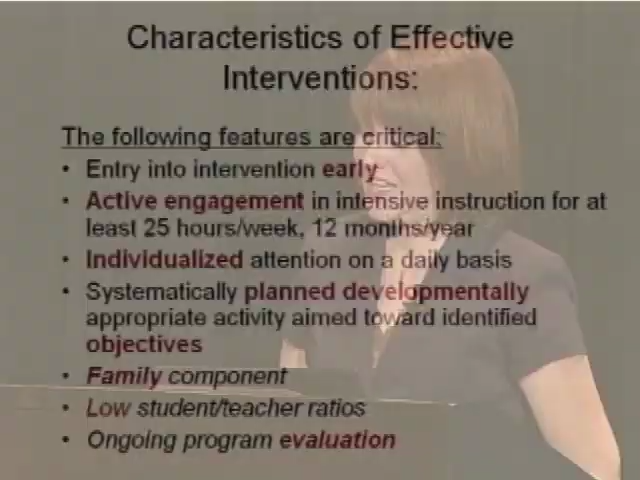 Characteristics of Effective
Interventions:
The following features are critical:
• Entry into intervention early
• Active engagement in intensive instruction for at
least 25 hours/week, 12 months/year
• Individualized attention on a daily basis
• Systematically planned developmentally
appropriate activity aimed toward identified
objectives
• Family component
• Low student/teacher ratios
• Ongoing program evaluation